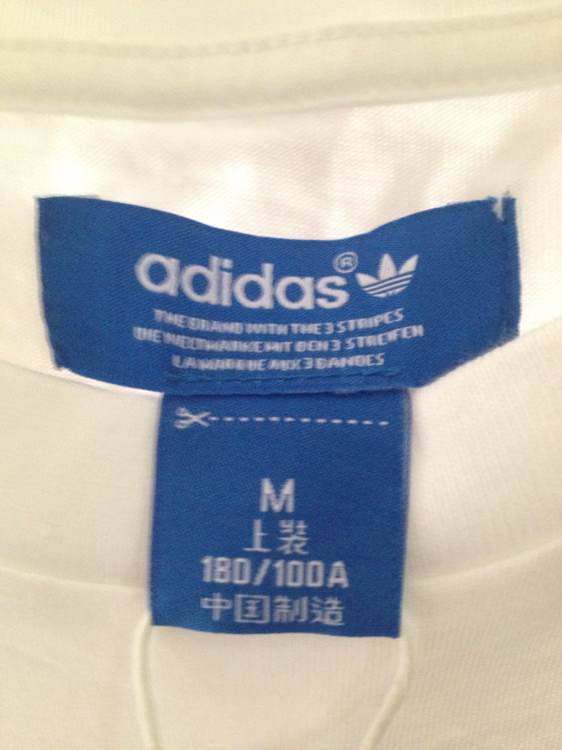 adidas®
THE BRAND WITH THE 3 STRIPES
DIE WELTMARKE MIT DEN 3 STREIFEN
LA MARQUE AUX 3 BANDES
M
上装
180/100A
中国制造